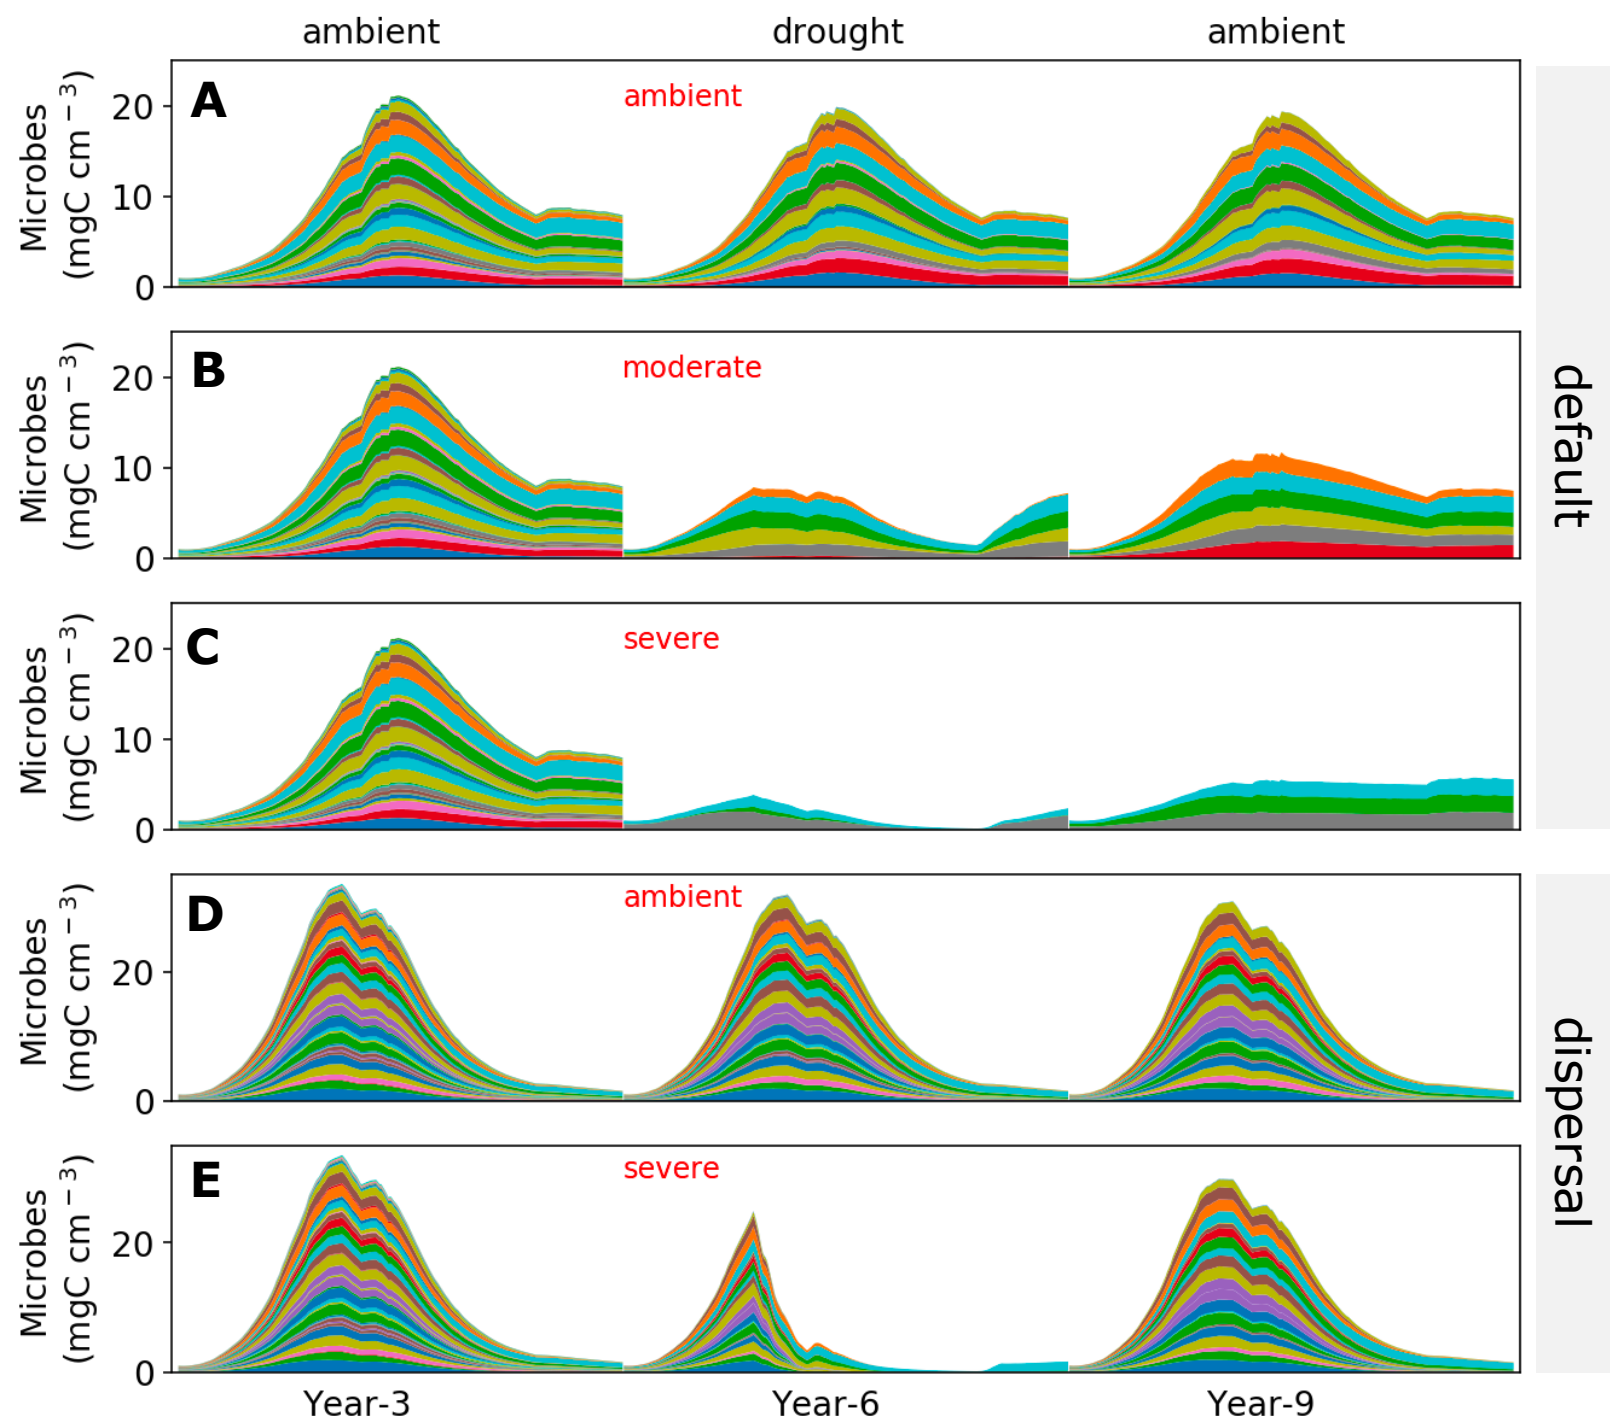 ambient drought ambient
A ambient
Microbes
(mgC cm⁻³)
20
10
0
B moderate
Microbes
(mgC cm⁻³)
20
10
0
C severe
Microbes
(mgC cm⁻³)
20
10
0
default
D ambient
Microbes
(mgC cm⁻³)
20
0
E severe
Microbes
(mgC cm⁻³)
20
0
dispersal
Year-3 Year-6 Year-9